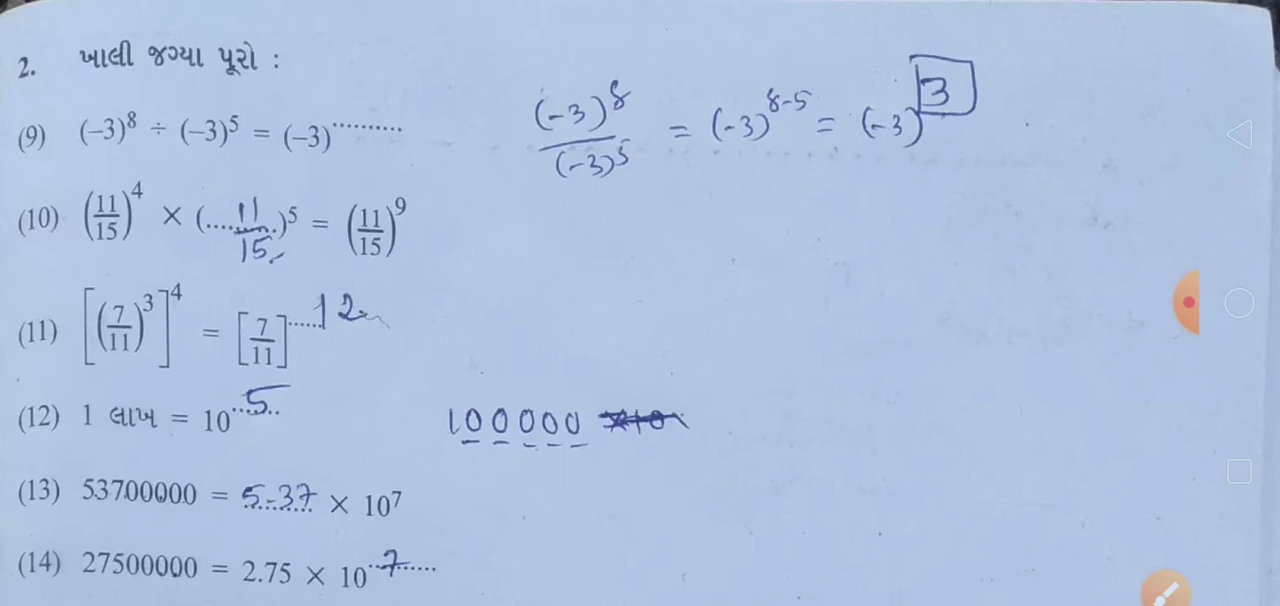 2. ખાલી જગ્યા પૂરો :
(9) (–3)⁸ ÷ (–3)⁵ = (–3)^..........
(-3)⁸/(-3)⁵ = (-3)^8-5 = (-3)^3
(10) (11/15)⁴ × (....11/15.)⁵ = (11/15)⁹
(11) [(7/11)³]⁴ = [7/11]^......12
(12) 1 લાખ = 10^...5... 100000
(13) 53700000 = 5.37 × 10⁷
(14) 27500000 = 2.75 × 10^...7.....